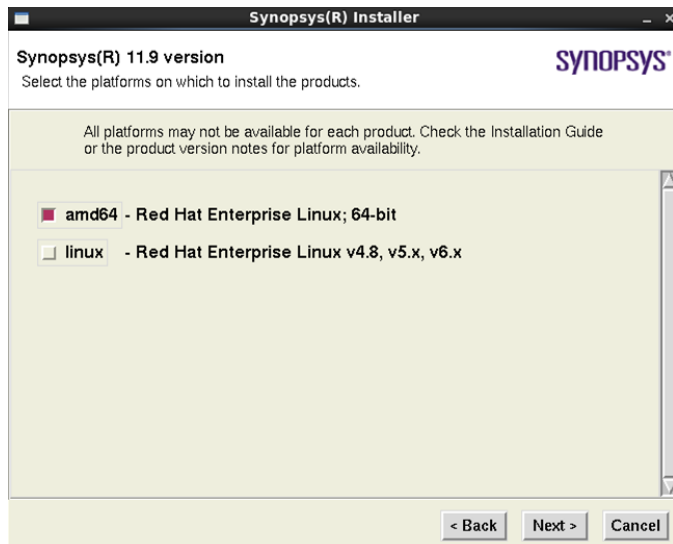 Synopsys(R) Installer
Synopsys(R) 11.9 version
SYNOPSYS®
Select the platforms on which to install the products.
All platforms may not be available for each product. Check the Installation Guide
or the product version notes for platform availability.
amd64 - Red Hat Enterprise Linux; 64-bit
linux - Red Hat Enterprise Linux v4.8, v5.x, v6.x
< Back Next > Cancel